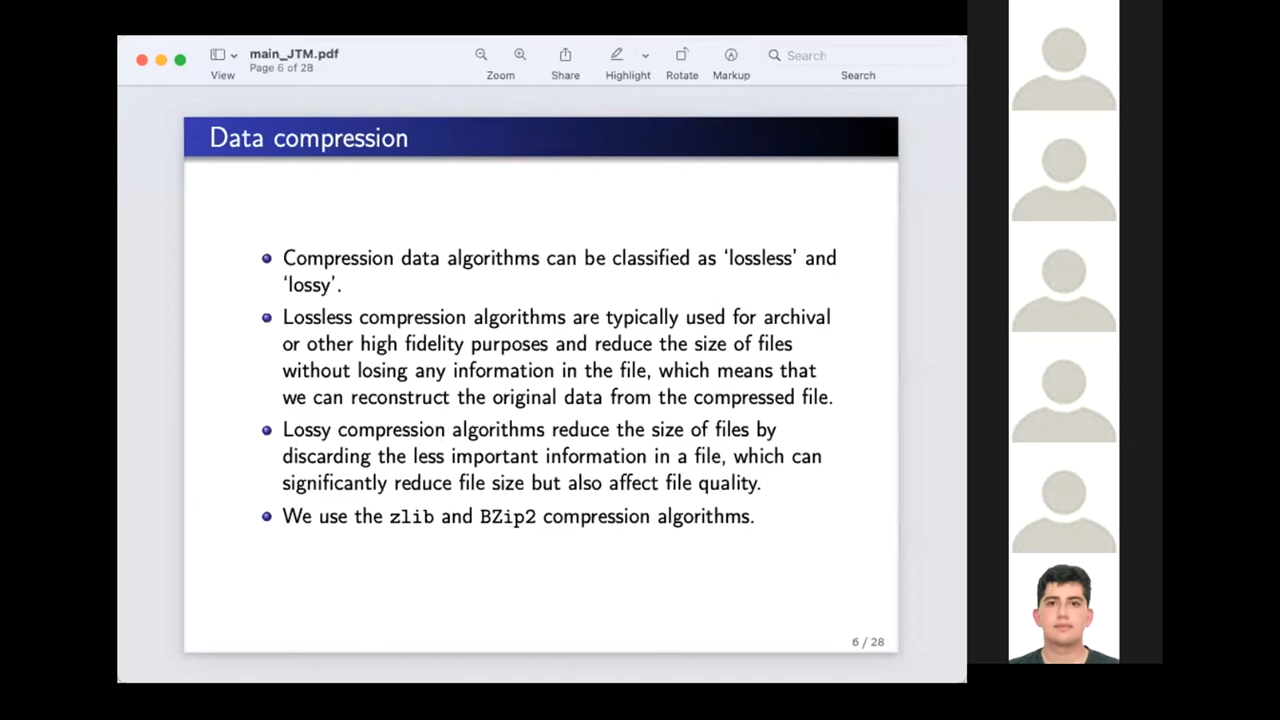 main_JTM.pdf
Page 6 of 28
View
Zoom
Share
Highlight
Rotate
Markup
Search
Search
Data compression
Compression data algorithms can be classified as ‘lossless’ and
‘lossy’.
Lossless compression algorithms are typically used for archival
or other high fidelity purposes and reduce the size of files
without losing any information in the file, which means that
we can reconstruct the original data from the compressed file.
Lossy compression algorithms reduce the size of files by
discarding the less important information in a file, which can
significantly reduce file size but also affect file quality.
We use the zlib and BZip2 compression algorithms.
6 / 28